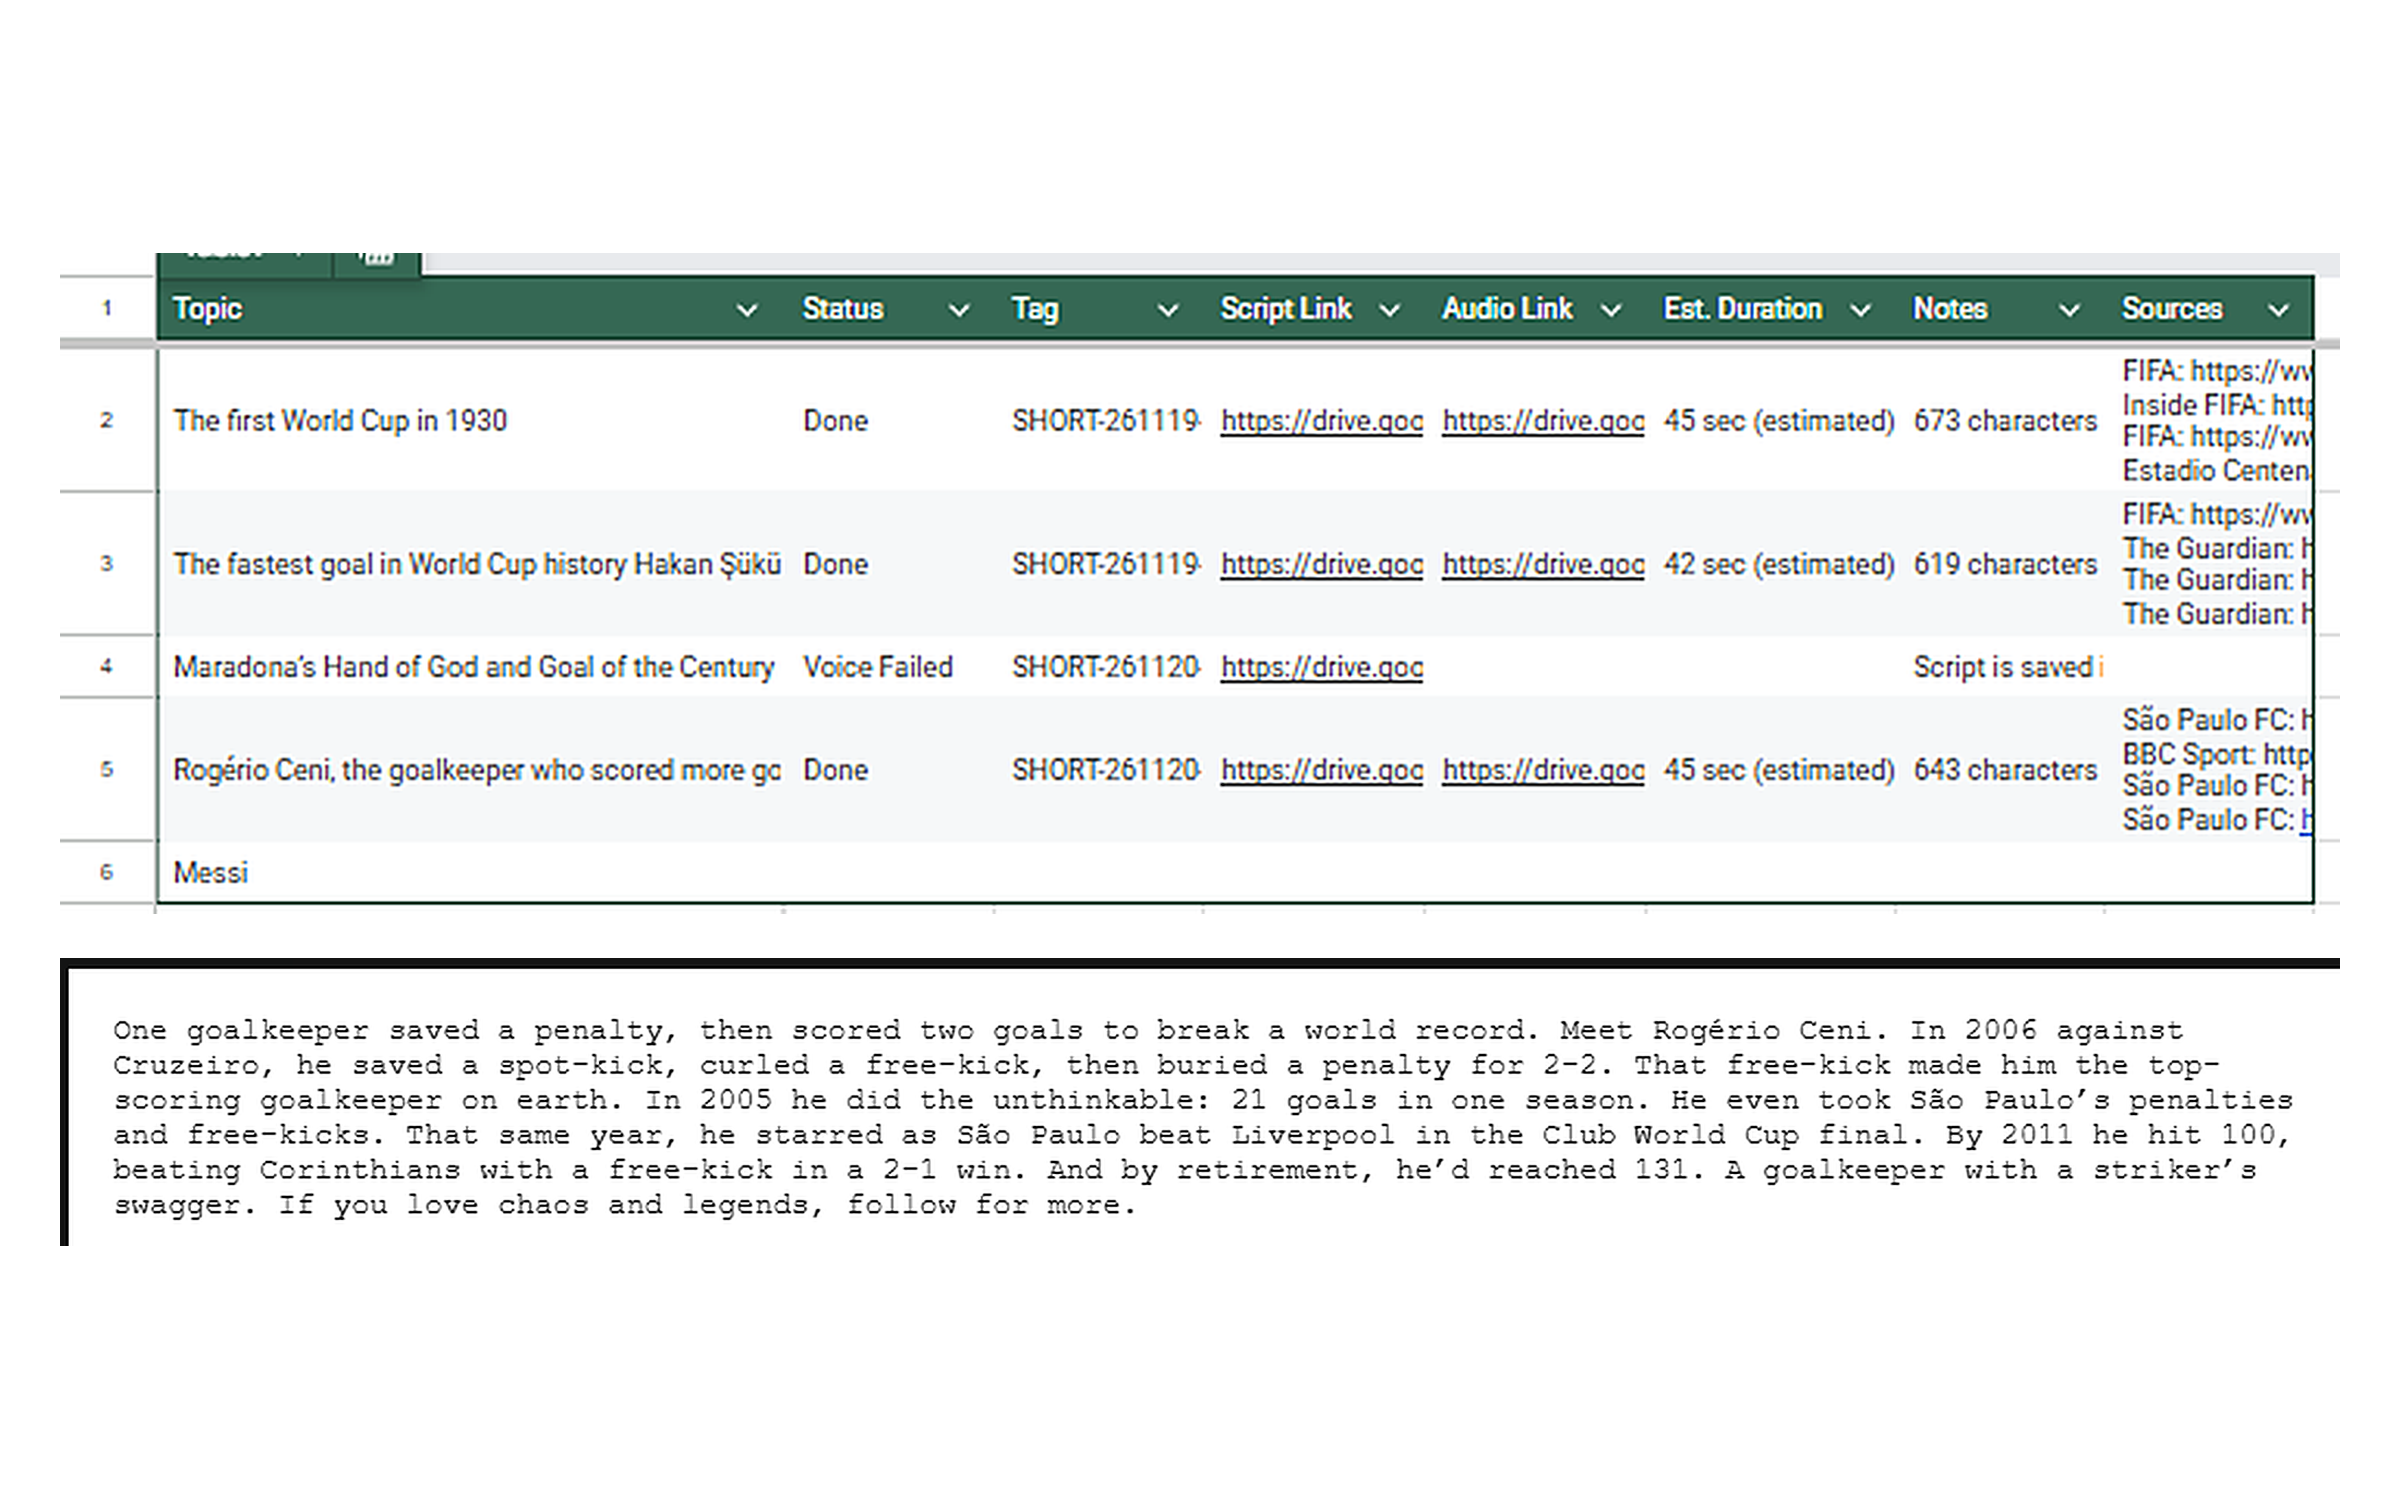 1 Topic Status Tag Script Link Audio Link Est. Duration Notes Sources
2 The first World Cup in 1930 Done SHORT-261119- https://drive.goo https://drive.goo 45 sec (estimated) 673 characters
FIFA: https://ww
Inside FIFA: http
FIFA: https://ww
Estadio Centen
3 The fastest goal in World Cup history Hakan Şükü Done SHORT-261119- https://drive.goo https://drive.goo 42 sec (estimated) 619 characters
FIFA: https://ww
The Guardian: h
The Guardian: h
The Guardian: h
4 Maradona's Hand of God and Goal of the Century Voice Failed SHORT-261120- https://drive.goo Script is saved i
5 Rogério Ceni, the goalkeeper who scored more go Done SHORT-261120- https://drive.goo https://drive.goo 45 sec (estimated) 643 characters
São Paulo FC: h
BBC Sport: http
São Paulo FC: h
São Paulo FC: h
6 Messi
One goalkeeper saved a penalty, then scored two goals to break a world record. Meet Rogério Ceni. In 2006 against
Cruzeiro, he saved a spot-kick, curled a free-kick, then buried a penalty for 2-2. That free-kick made him the top-
scoring goalkeeper on earth. In 2005 he did the unthinkable: 21 goals in one season. He even took São Paulo’s penalties
and free-kicks. That same year, he starred as São Paulo beat Liverpool in the Club World Cup final. By 2011 he hit 100,
beating Corinthians with a free-kick in a 2-1 win. And by retirement, he’d reached 131. A goalkeeper with a striker’s
swagger. If you love chaos and legends, follow for more.